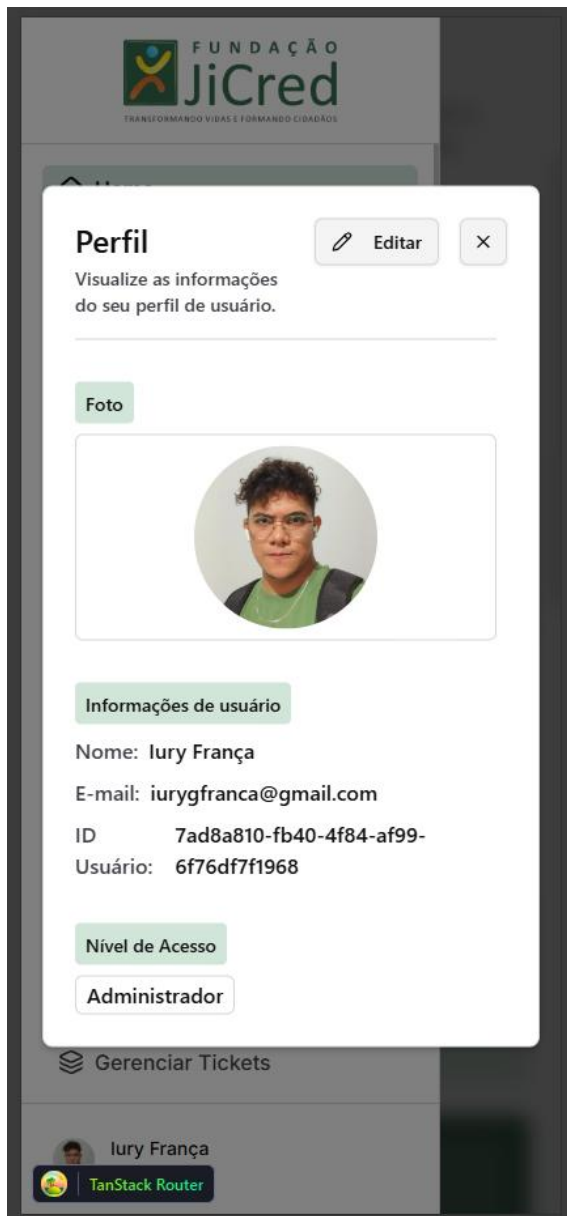 FUNDAÇÃO
JiCred
TRANSFORMANDO VIDAS E FORMANDO CIDADÃOS
Home
Perfil
Editar
Visualize as informações
do seu perfil de usuário.
Foto
Informações de usuário
Nome: Iury França
E-mail: iurygfranca@gmail.com
ID 7ad8a810-fb40-4f84-af99-
Usuário: 6f76df7f1968
Nível de Acesso
Administrador
Gerenciar Tickets
Iury França
TanStack Router